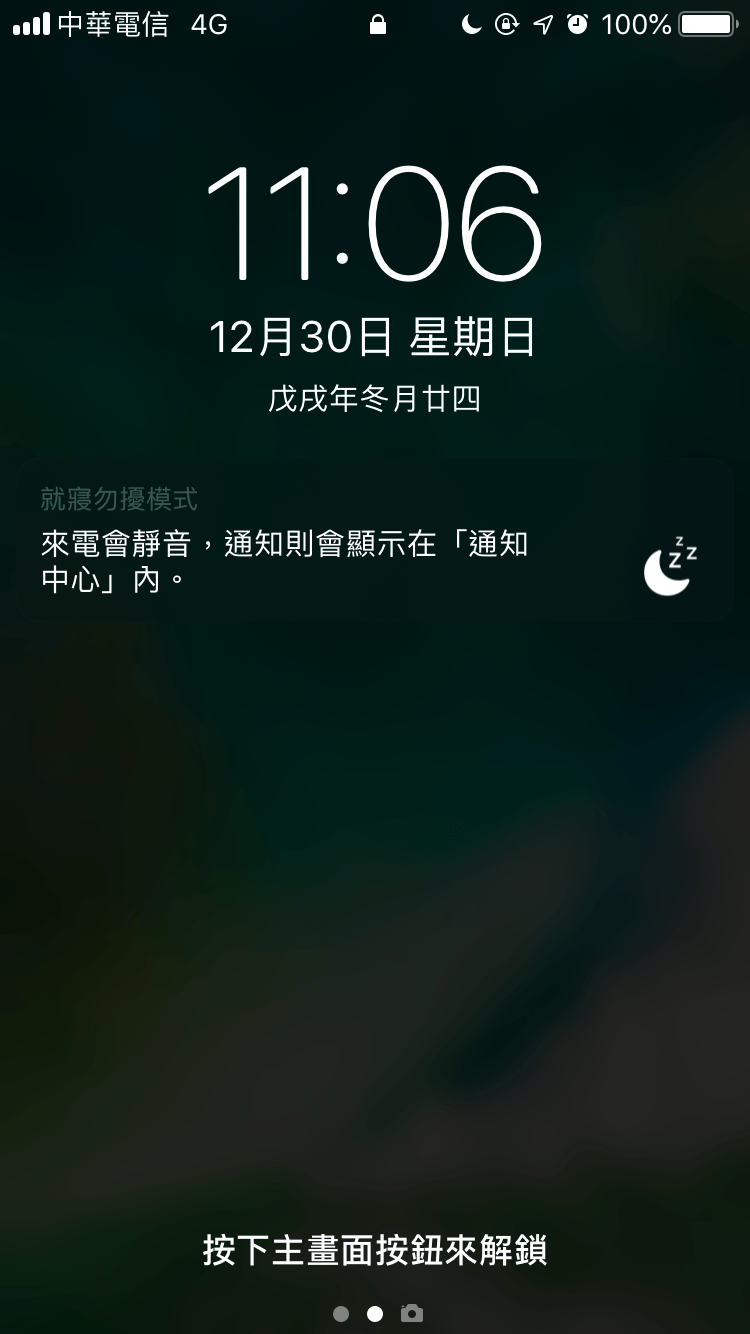 中華電信 4G 100%
11:06
12月30日 星期日
戊戌年冬月廿四
就寢勿擾模式
來電會靜音，通知則會顯示在「通知
中心」內。
z z z
按下主畫面按鈕來解鎖